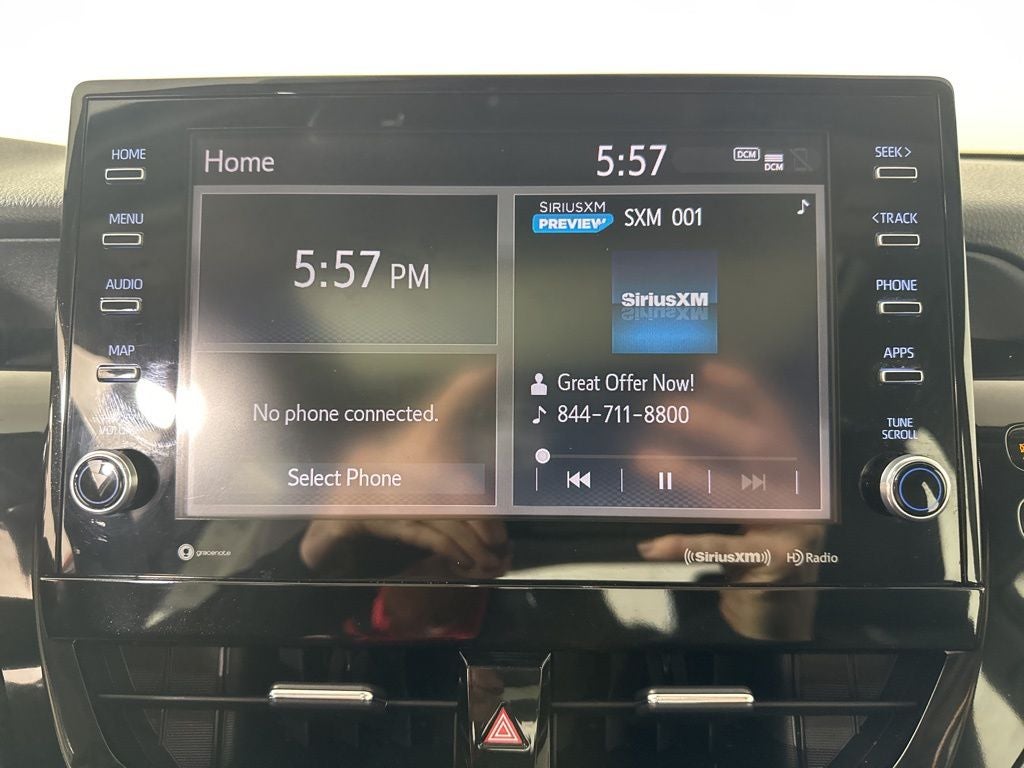 HOME
MENU
AUDIO
MAP
Home
5:57
DCM
DCM
5:57 PM
No phone connected.
Select Phone
SIRIUSXM
PREVIEW
SXM 001
SiriusXM
Great Offer Now!
844-711-8800
SEEK>
<TRACK
PHONE
APPS
TUNE
SCROLL
gracenote
((SiriusXM))
HD Radio